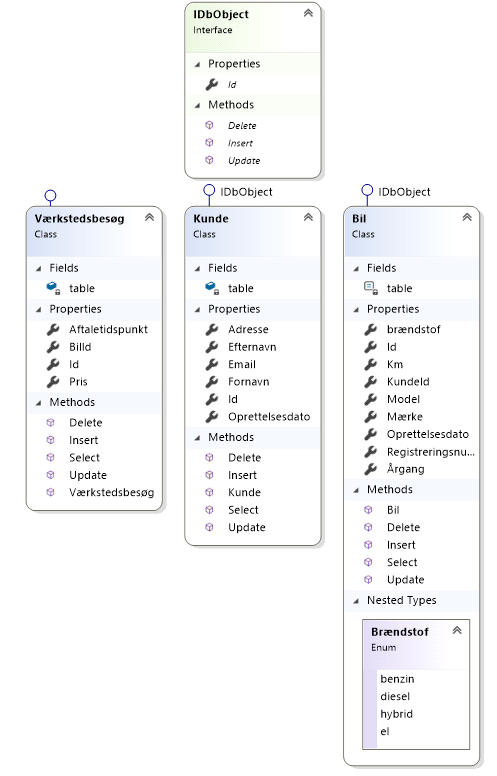 IDbObject
Interface
Properties
Id
Methods
Delete
Insert
Update
Værkstedsbesøg
Class
Fields
table
Properties
Aftaletidspunkt
BilId
Id
Pris
Methods
Delete
Insert
Select
Update
Værkstedsbesøg
IDbObject
Kunde
Class
Fields
table
Properties
Adresse
Efternavn
Email
Fornavn
Id
Oprettelsesdato
Methods
Delete
Insert
Kunde
Select
Update
IDbObject
Bil
Class
Fields
table
Properties
brændstof
Id
Km
KundeId
Model
Mærke
Oprettelsesdato
Registreringsnu...
Årgang
Methods
Bil
Delete
Insert
Select
Update
Nested Types
Brændstof
Enum
benzin
diesel
hybrid
el